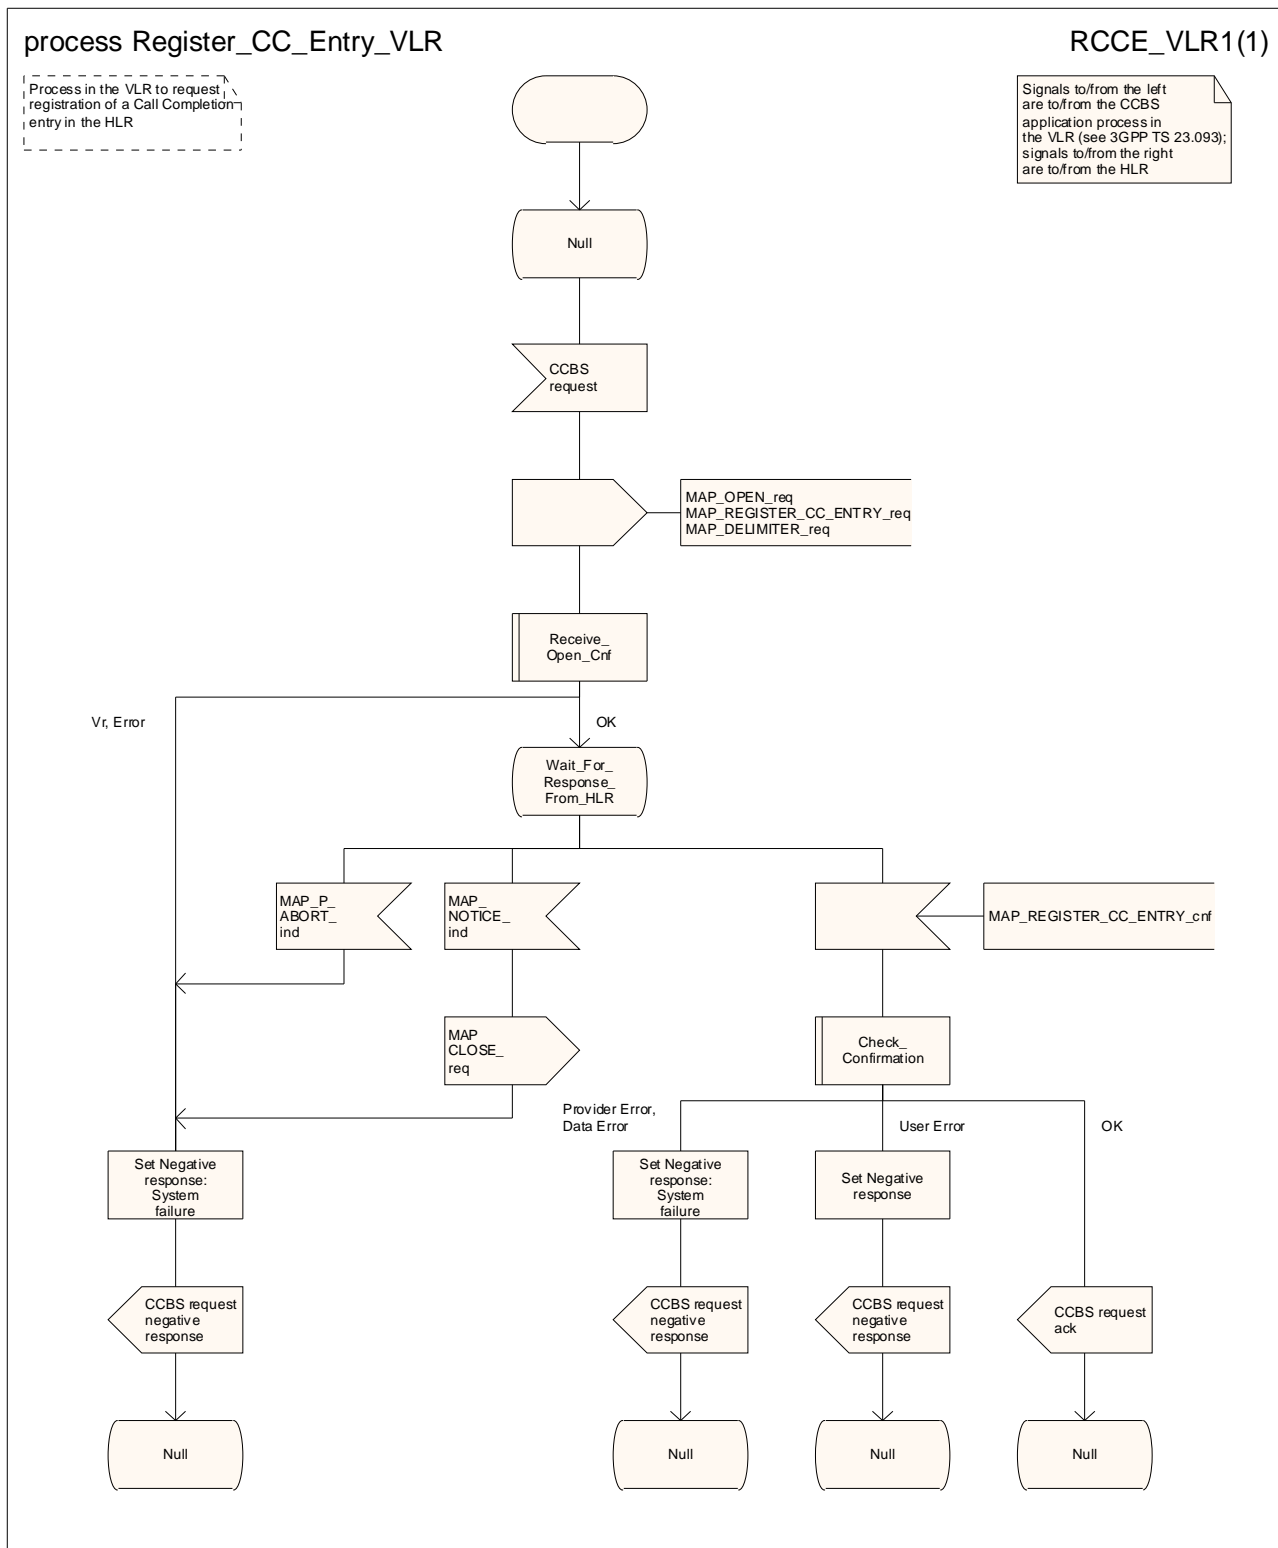 process Register_CC_Entry_VLR
RCCE_VLR1(1)
Process in the VLR to request
registration of a Call Completion
entry in the HLR
Signals to/from the left
are to/from the CCBS
application process in
the VLR (see 3GPP TS 23.093);
signals to/from the right
are to/from the HLR
Null
CCBS
request
MAP_OPEN_req
MAP_REGISTER_CC_ENTRY_req
MAP_DELIMITER_req
Receive_
Open_Cnf
Vr, Error
OK
Wait_For_
Response_
From_HLR
MAP_P_
ABORT_
ind
MAP_
NOTICE_
ind
MAP_REGISTER_CC_ENTRY_cnf
MAP
CLOSE_
req
Check_
Confirmation
Provider Error,
Data Error
User Error
OK
Set Negative
response:
System
failure
Set Negative
response:
System
failure
Set Negative
response
CCBS request
negative
response
CCBS request
negative
response
CCBS request
negative
response
CCBS request
ack
Null
Null
Null
Null